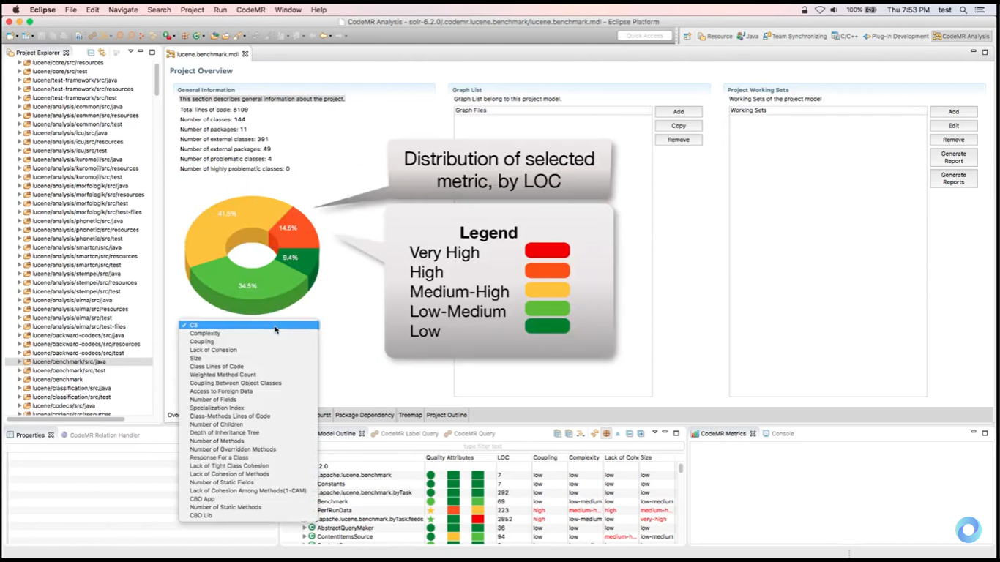 Eclipse File Edit Navigate Search Project Run CodeMR Window Help
100% Thu 7:53 PM test
CodeMR Analysis - solr-6.2.0/.codemr.lucene.benchmark/lucene.benchmark.mdl - Eclipse Platform
Quick Access
Resource Java Team Synchronizing C/C++ Plug-in Development CodeMR Analysis
Project Explorer
lucene/core/src/resources
lucene/core/src/test
lucene/test-framework/src/java
lucene/test-framework/src/resources
lucene/test-framework/src/test
lucene/analysis/common/src/java
lucene/analysis/common/src/resources
lucene/analysis/common/src/test
lucene/analysis/icu/src/java
lucene/analysis/icu/src/resources
lucene/analysis/icu/src/test
lucene/analysis/kuromoji/src/java
lucene/analysis/kuromoji/src/resources
lucene/analysis/kuromoji/src/test
lucene/analysis/morfologik/src/java
lucene/analysis/morfologik/src/resources
lucene/analysis/morfologik/src/test
lucene/analysis/morfologik/src/test-files
lucene/analysis/phonetic/src/java
lucene/analysis/phonetic/src/resources
lucene/analysis/phonetic/src/test
lucene/analysis/smartcn/src/java
lucene/analysis/smartcn/src/resources
lucene/analysis/smartcn/src/test
lucene/analysis/stempel/src/java
lucene/analysis/stempel/src/resources
lucene/analysis/stempel/src/test
lucene/analysis/uima/src/java
lucene/analysis/uima/src/resources
lucene/analysis/uima/src/test
lucene/analysis/uima/src/test-files
lucene/backward-codecs/src/java
lucene/backward-codecs/src/resources
lucene/backward-codecs/src/test
lucene/benchmark/src/java
lucene/benchmark/src/test
lucene/benchmark
lucene/classification/src/java
lucene/classification/src/test
lucene/codecs/src/java
lucene/codecs/src/resources
lucene.benchmark.mdl
Project Overview
General Information
This section describes general information about the project.
Total lines of code: 8109
Number of classes: 144
Number of packages: 11
Number of external classes: 391
Number of external packages: 49
Number of problematic classes: 4
Number of highly problematic classes: 0
41.5%
14.6%
9.4%
34.5%
Graph List
Graph List belong to this project model.
Graph Files
Add
Copy
Remove
Project Working Sets
Working Sets of the project model
Working Sets
Add
Edit
Remove
Generate
Report
Generate
Reports
Distribution of selected
metric, by LOC
Legend
Very High
High
Medium-High
Low-Medium
Low
✓ C3
Complexity
Coupling
Lack of Cohesion
Size
Class Lines of Code
Weighted Method Count
Coupling Between Object Classes
Access to Foreign Data
Number of Fields
Specialization Index
Class-Methods Lines of Code
Number of Children
Depth of Inheritance Tree
Number of Methods
Number of Overridden Methods
Response For a Class
Lack of Tight Class Cohesion
Lack of Cohesion of Methods
Number of Static Fields
Lack of Cohesion Among Methods(1-CAM)
CBO App
Number of Static Methods
CBO Lib
Ove urst Package Dependency Treemap Project Outline
Properties CodeMR Relation Handler
Model Outline CodeMR Label Query CodeMR Query
type filter text
Quality Attributes LOC Coupling Complexity Lack of Coh Size
2.0
.apache.lucene.benchmark 7 low low low low
Constants 7 low low low low
.apache.lucene.benchmark.byTask 292 low low low low
Benchmark 69 low low-medium low low-medium
PerfRunData 223 high medium-h... high medium-h...
.apache.lucene.benchmark.byTask.feeds 2852 high low low very-high
AbstractQueryMaker 36 low low low low
ContentItemsSource 94 low low-medium medium-h... low-medium
CodeMR Metrics Console